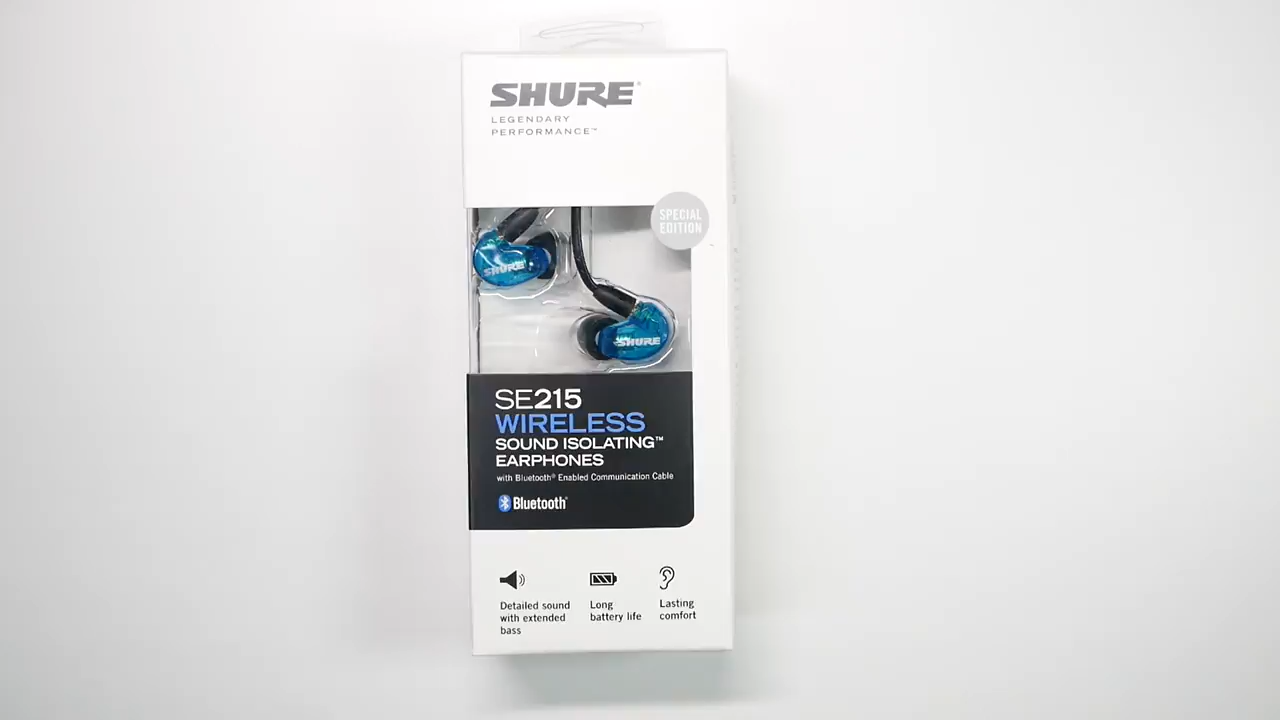 SHURE®
LEGENDARY
PERFORMANCE™
SPECIAL
EDITION
SHURE
SHURE
SE215
WIRELESS
SOUND ISOLATING™
EARPHONES
with Bluetooth® Enabled Communication Cable
Bluetooth®
Detailed sound
with extended
bass
Long
battery life
Lasting
comfort